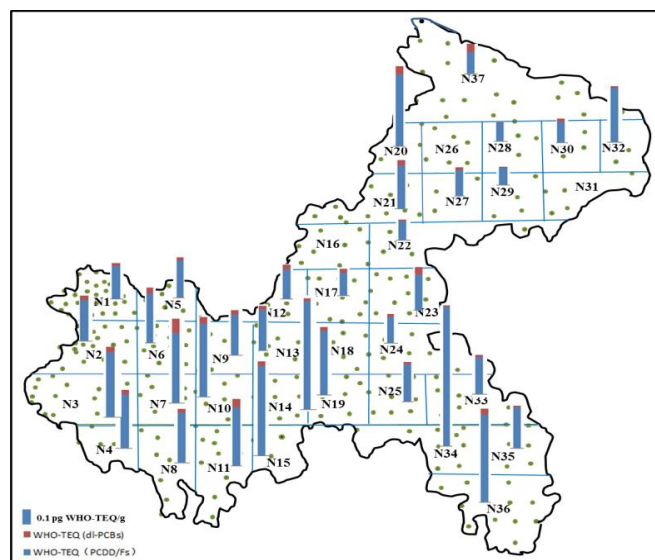 N37
N20
N26
N28
N30
N32
N21
N27
N29
N31
N16
N22
N1
N5
N12
N17
N23
N2
N6
N9
N13
N18
N24
N3
N7
N10
N14
N19
N25
N33
N4
N8
N11
N15
N34
N35
N36
0.1 pg WHO-TEQ/g
WHO-TEQ (dl-PCBs)
WHO-TEQ（PCDD/Fs）